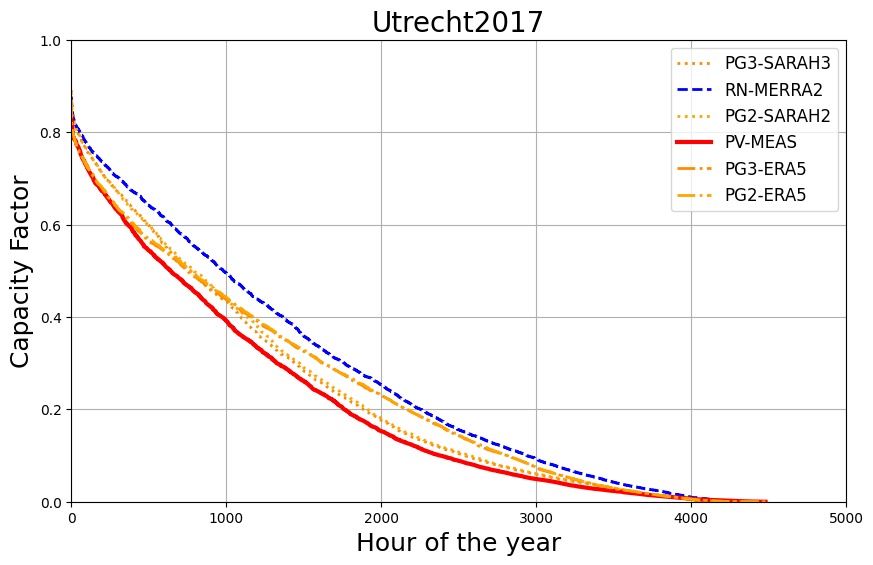 Utrecht2017
Capacity Factor
1.0
0.8
0.6
0.4
0.2
0.0
0
1000
2000
3000
4000
5000
Hour of the year
PG3-SARAH3
RN-MERRA2
PG2-SARAH2
PV-MEAS
PG3-ERA5
PG2-ERA5